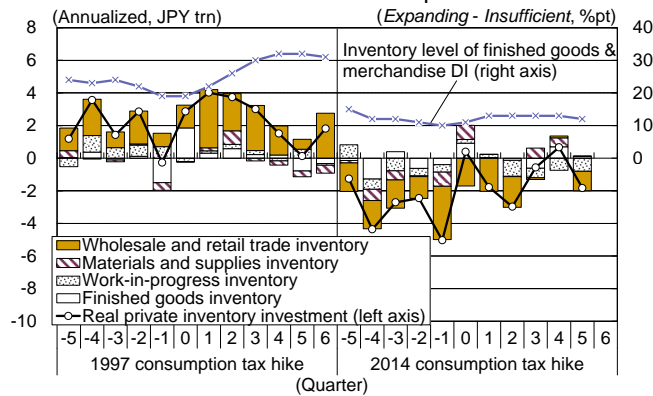 (Annualized, JPY trn)
(Expanding - Insufficient, %pt)
8
6
4
2
0
-2
-4
-6
-8
-10
40
30
20
10
0
Inventory level of finished goods &
merchandise DI (right axis)
Wholesale and retail trade inventory
Materials and supplies inventory
Work-in-progress inventory
Finished goods inventory
Real private inventory investment (left axis)
-5 -4 -3 -2 -1 0 1 2 3 4 5 6 -5 -4 -3 -2 -1 0 1 2 3 4 5 6
1997 consumption tax hike 2014 consumption tax hike
(Quarter)